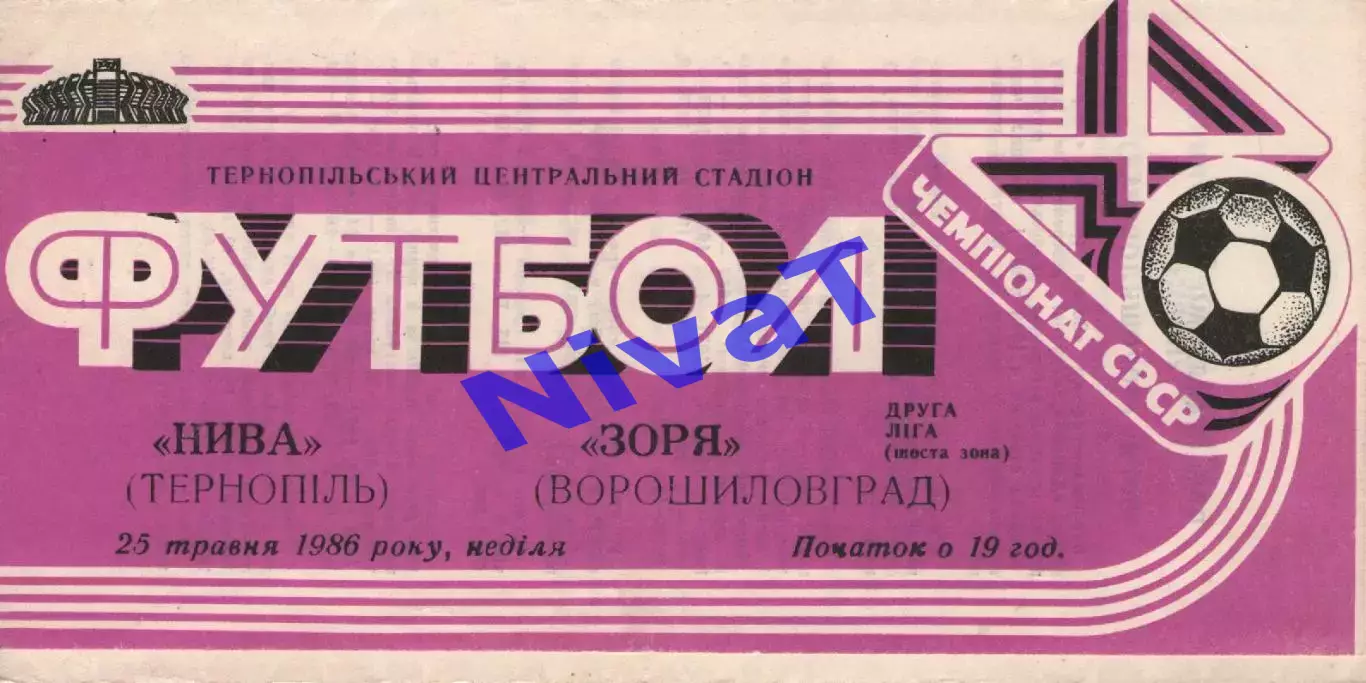 ТЕРНОПІЛЬСЬКИЙ ЦЕНТРАЛЬНИЙ СТАДІОН
ФУТБОЛ
ЧЕМПІОНАТ СРСР
NivaT
«НИВА»
(ТЕРНОПІЛЬ)
«ЗОРЯ»
(ВОРОШИЛОВГРАД)
ДРУГА
ЛІГА
(шоста зона)
25 травня 1986 року, неділя
Початок о 19 год.